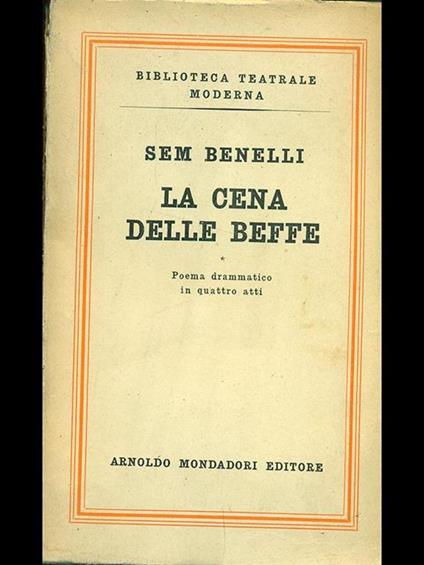 BIBLIOTECA TEATRALE
MODERNA
SEM BENELLI
LA CENA
DELLE BEFFE
*
Poema drammatico
in quattro atti
ARNOLDO MONDADORI EDITORE